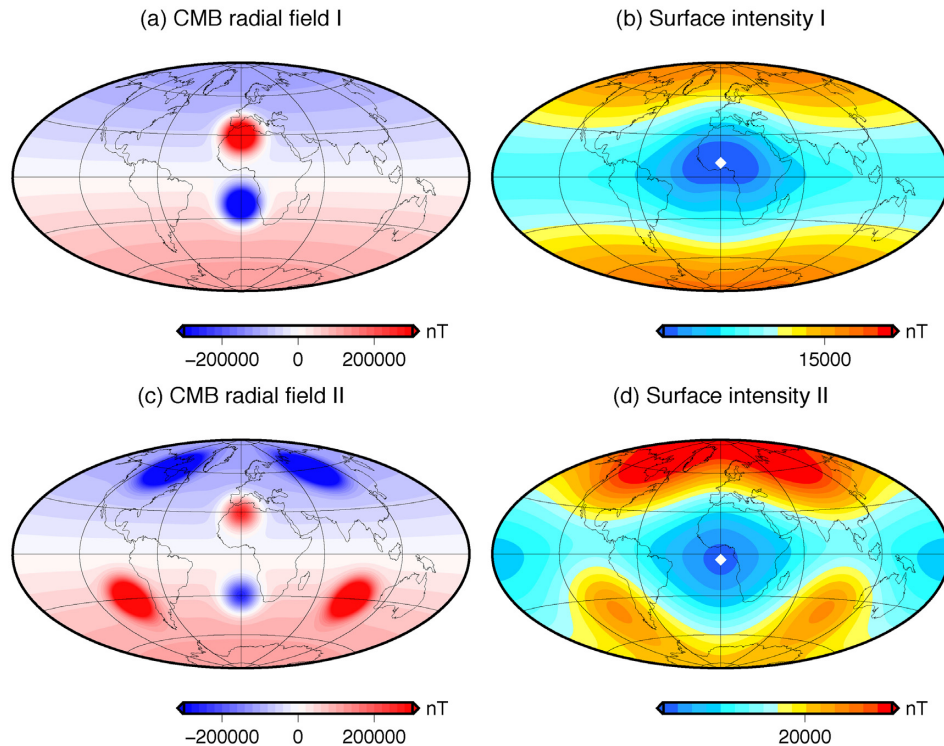 (a) CMB radial field I
(b) Surface intensity I
nT
−200000 0 200000
nT
15000
(c) CMB radial field II
(d) Surface intensity II
nT
−200000 0 200000
nT
20000